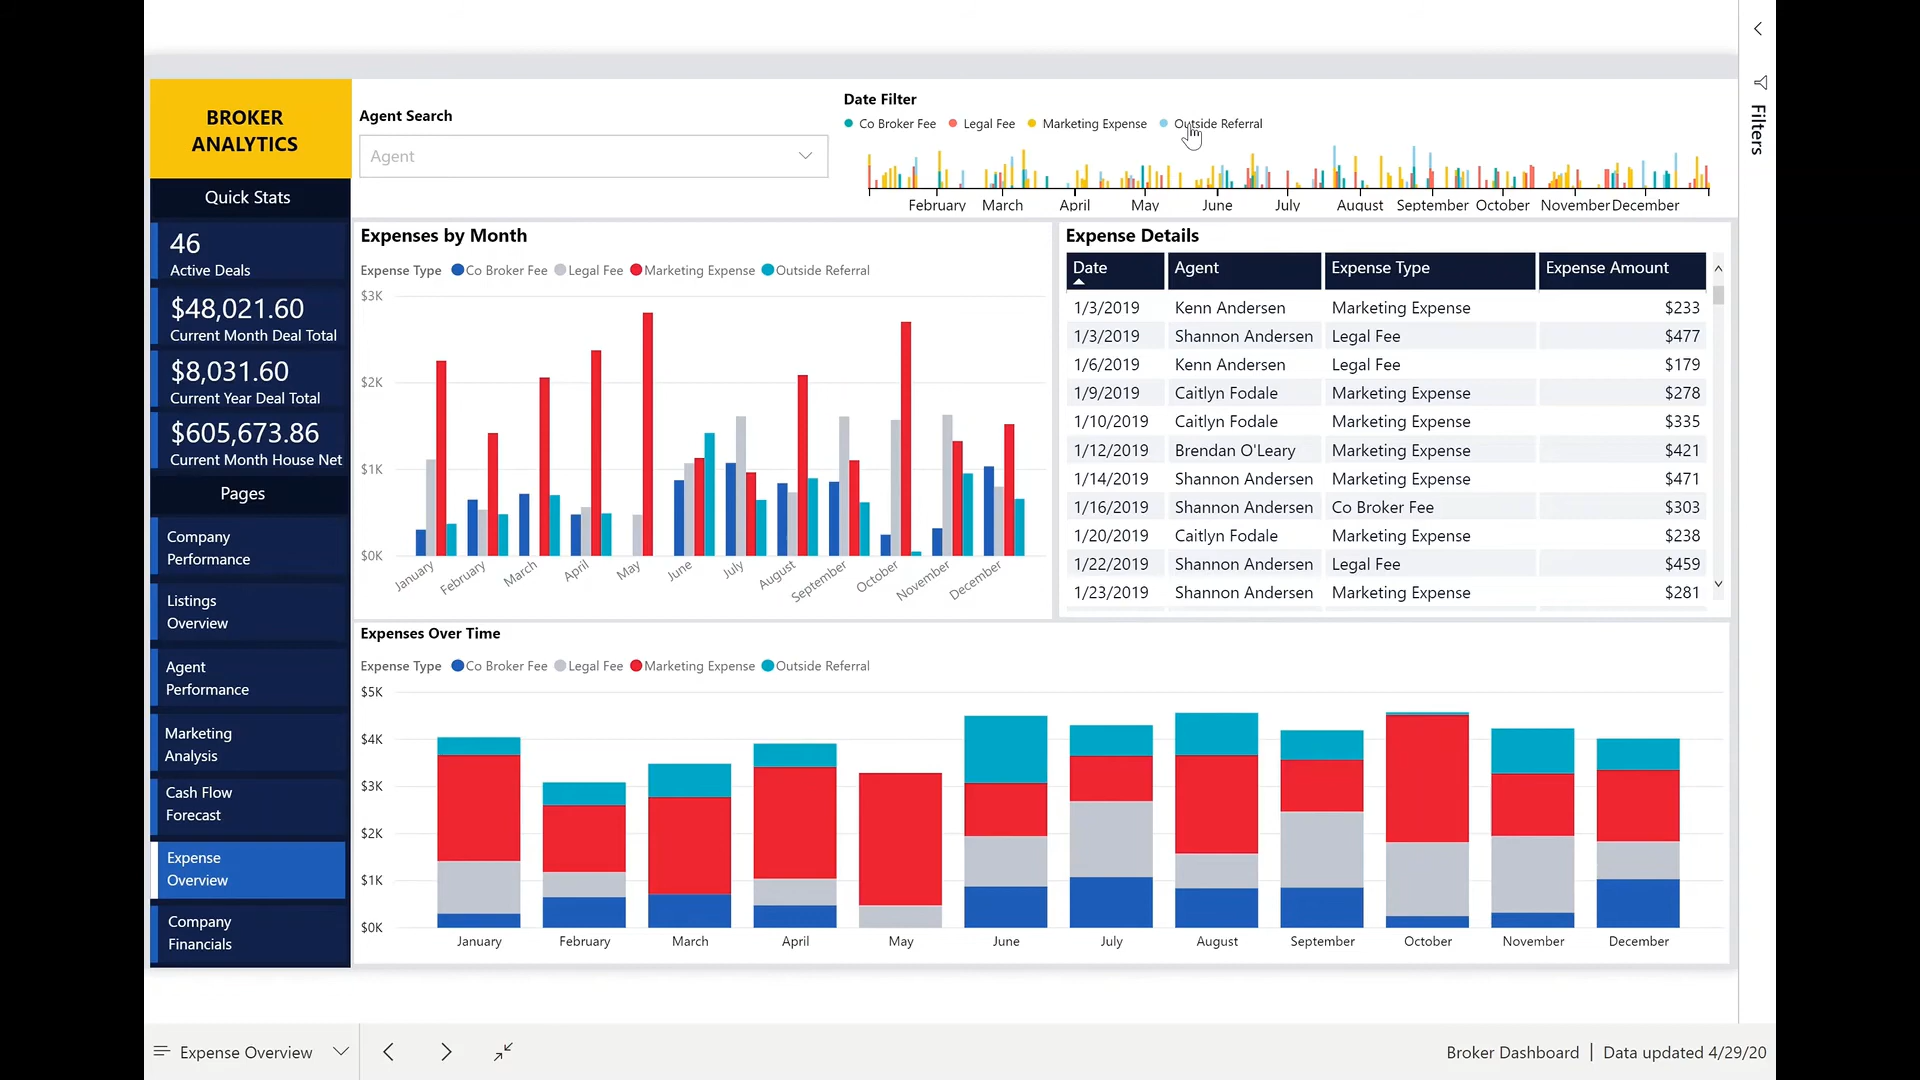 BROKER
ANALYTICS
Quick Stats
46
Active Deals
$48,021.60
Current Month Deal Total
$8,031.60
Current Year Deal Total
$605,673.86
Current Month House Net
Pages
Company
Performance
Listings
Overview
Agent
Performance
Marketing
Analysis
Cash Flow
Forecast
Expense
Overview
Company
Financials
Agent Search
Agent
Date Filter
Co Broker Fee Legal Fee Marketing Expense Outside Referral
February March April May June July August September October November December
Filters
Expenses by Month
Expense Type Co Broker Fee Legal Fee Marketing Expense Outside Referral
$3K
$2K
$1K
$0K
January February March April May June July August September October November December
Expense Details
Date Agent Expense Type Expense Amount
1/3/2019 Kenn Andersen Marketing Expense $233
1/3/2019 Shannon Andersen Legal Fee $477
1/6/2019 Kenn Andersen Legal Fee $179
1/9/2019 Caitlyn Fodale Marketing Expense $278
1/10/2019 Caitlyn Fodale Marketing Expense $335
1/12/2019 Brendan O'Leary Marketing Expense $421
1/14/2019 Shannon Andersen Marketing Expense $471
1/16/2019 Shannon Andersen Co Broker Fee $303
1/20/2019 Caitlyn Fodale Marketing Expense $238
1/22/2019 Shannon Andersen Legal Fee $459
1/23/2019 Shannon Andersen Marketing Expense $281
Expenses Over Time
Expense Type Co Broker Fee Legal Fee Marketing Expense Outside Referral
$5K
$4K
$3K
$2K
$1K
$0K
January February March April May June July August September October November December
Expense Overview
Broker Dashboard | Data updated 4/29/20